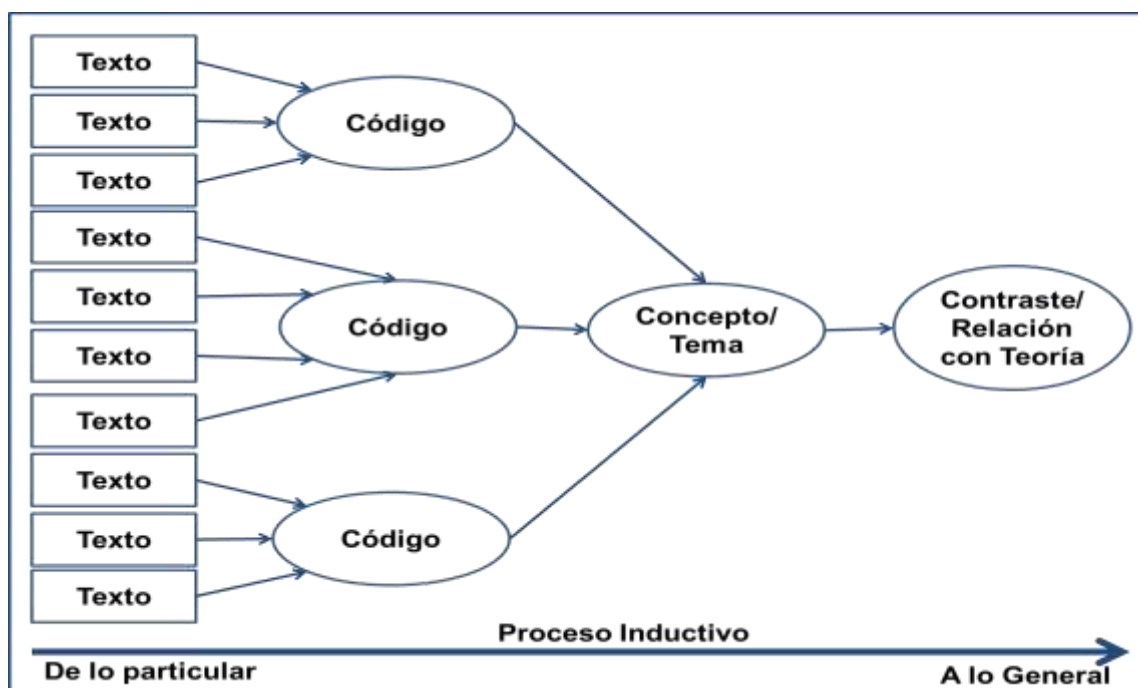 Texto
Texto
Texto
Texto
Texto
Texto
Texto
Texto
Texto
Texto
Código
Código
Código
Concepto/
Tema
Contraste/
Relación
con Teoría
Proceso Inductivo
De lo particular
A lo General